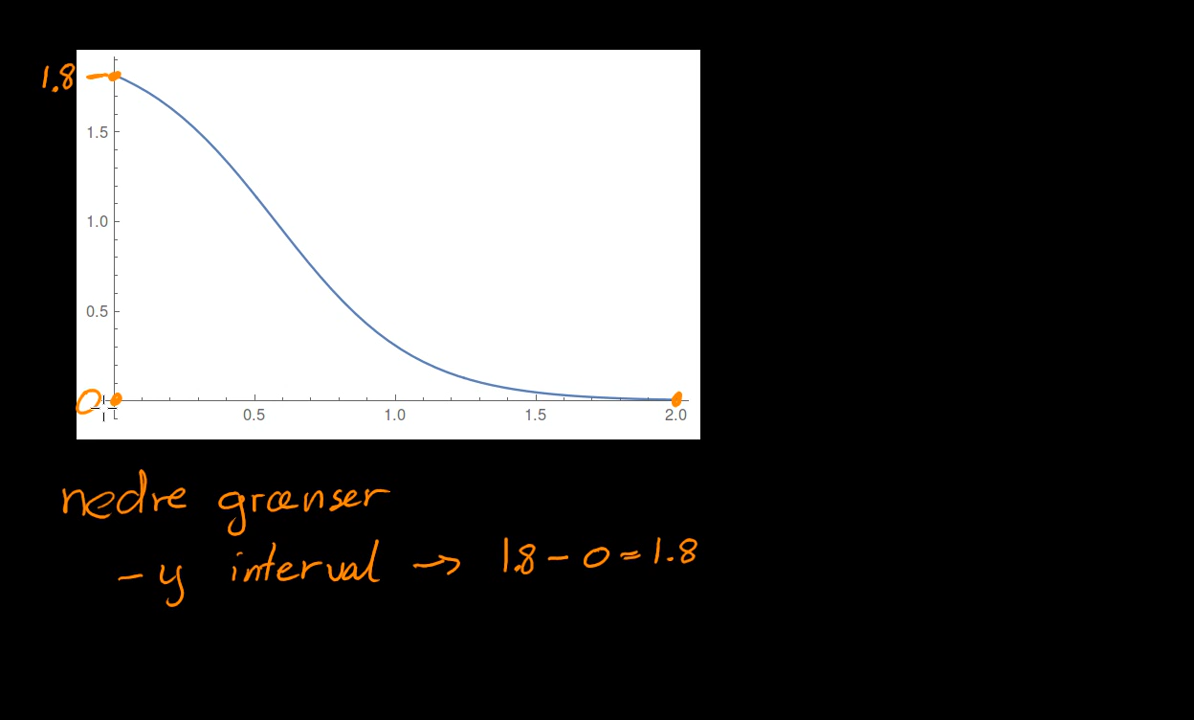 1.8
1.5
1.0
0.5
0
0.5 1.0 1.5 2.0
nedre grænser
- y interval → 1.8 - 0 = 1.8